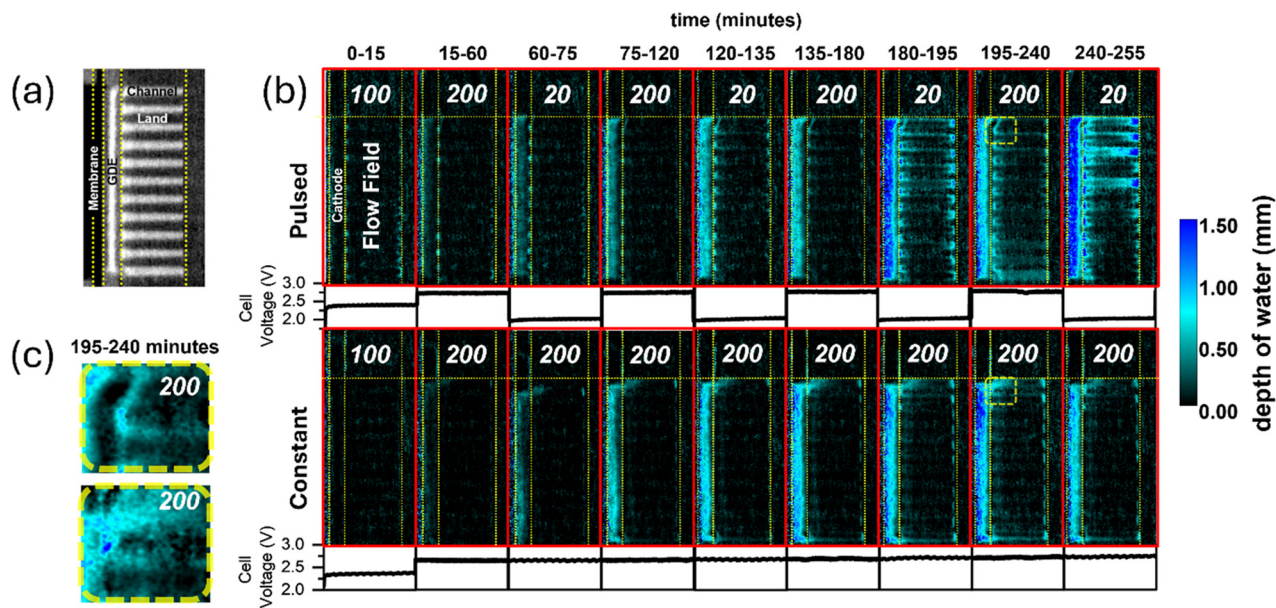 (a)
Channel
Land
Membrane
GDE
(b)
time (minutes)
0-15 15-60 60-75 75-120 120-135 135-180 180-195 195-240 240-255
Pulsed
100 200 20 200 20 200 20 200 20
Cathode
Flow Field
Cell
Voltage (V)
3.0
2.5
2.0
Constant
100 200 200 200 200 200 200 200 200
Cell
Voltage (V)
3.0
2.5
2.0
depth of water (mm)
1.50
1.00
0.50
0.00
(c)
195-240 minutes
200
200